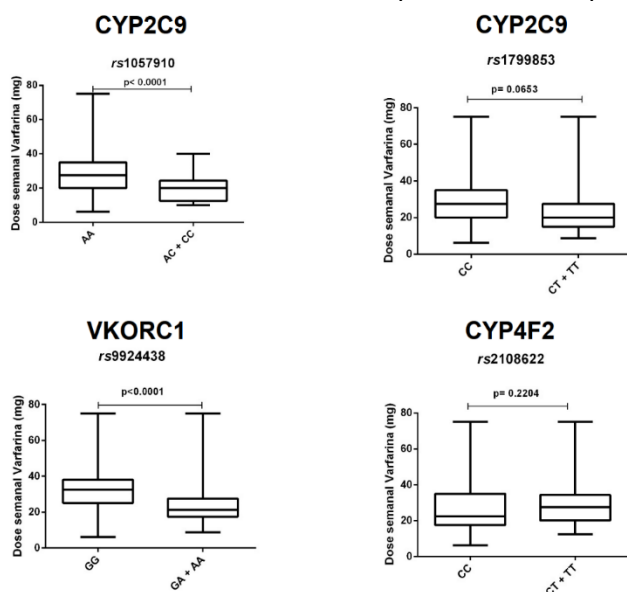 CYP2C9
rs1057910
p< 0.0001
Dose semanal Varfarina (mg)
80
60
40
20
0
AA
AC + CC
CYP2C9
rs1799853
p= 0.0653
Dose semanal Varfarina (mg)
80
60
40
20
0
CC
CT + TT
VKORC1
rs9924438
p<0.0001
Dose semanal Varfarina (mg)
80
60
40
20
0
GG
GA + AA
CYP4F2
rs2108622
p= 0.2204
Dose semanal Varfarina (mg)
80
60
40
20
0
CC
CT + TT